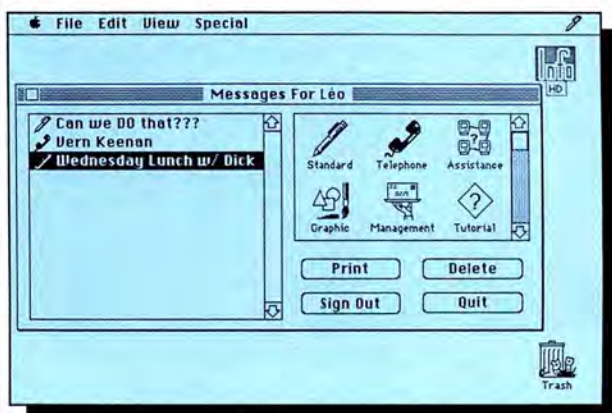 File Edit View Special
Info
HD
Messages For Léo
Can we DO that???
Vern Keenan
Wednesday Lunch w/ Dick
Standard Telephone Assistance
Graphic Management Tutorial
Print Delete
Sign Out Quit
Trash